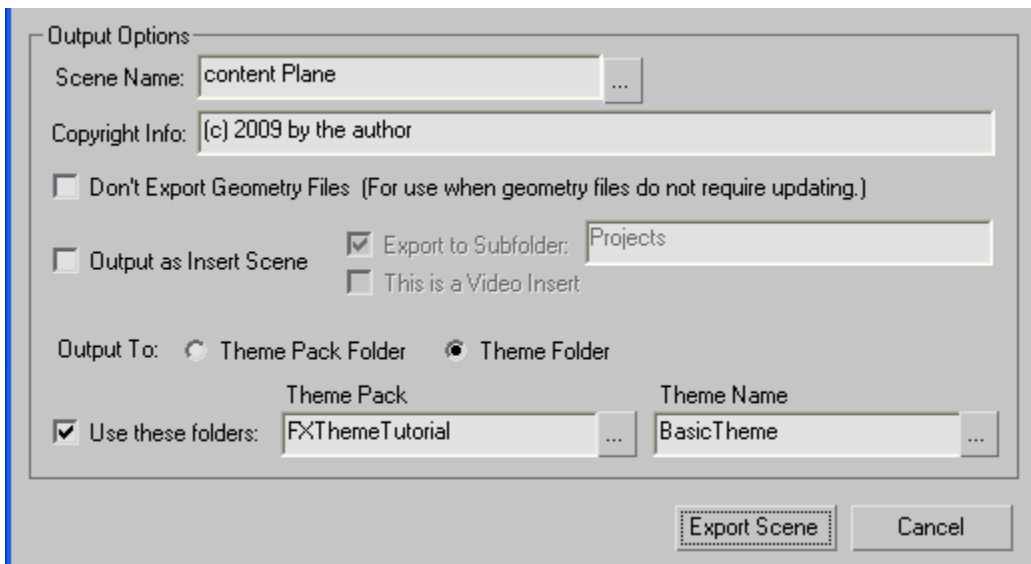 Output Options
Scene Name: content Plane ...
Copyright Info: (c) 2009 by the author
Don't Export Geometry Files (For use when geometry files do not require updating.)
Output as Insert Scene
Export to Subfolder: Projects
This is a Video Insert
Output To: Theme Pack Folder Theme Folder
Theme Pack Theme Name
Use these folders: FXThemeTutorial ... BasicTheme ...
Export Scene Cancel